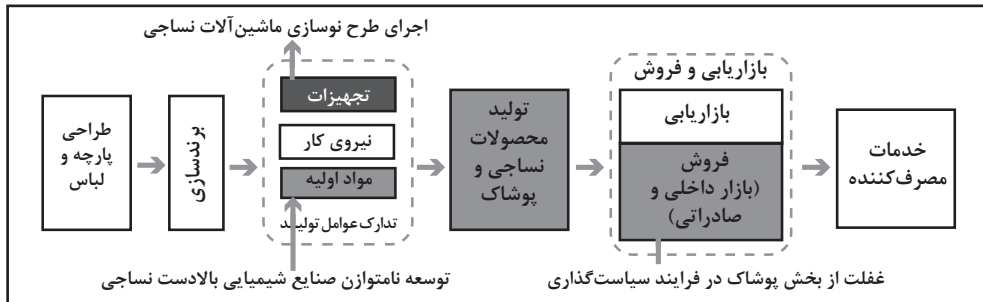 اجرای طرح نوسازی ماشین‌آلات نساجی
طراحی
پارچه و
لباس
برندسازی
تجهیزات
نیروی کار
مواد اولیه
تدارک عوامل تولید
تولید
محصولات
نساجی و
پوشاک
بازاریابی و فروش
بازاریابی
فروش
(بازار داخلی و
صادراتی)
خدمات
مصرف‌کننده
توسعه نامتوازن صنایع شیمیایی بالادست نساجی
غفلت از بخش پوشاک در فرایند سیاست‌گذاری